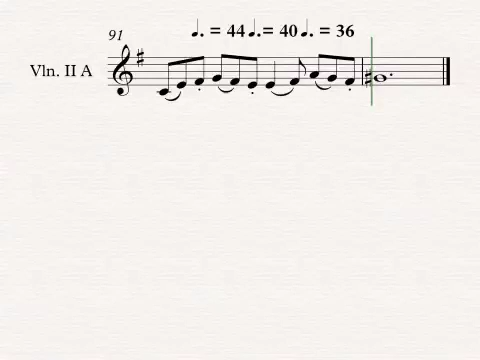 91
♩. = 44 ♩. = 40 ♩. = 36
Vln. II A